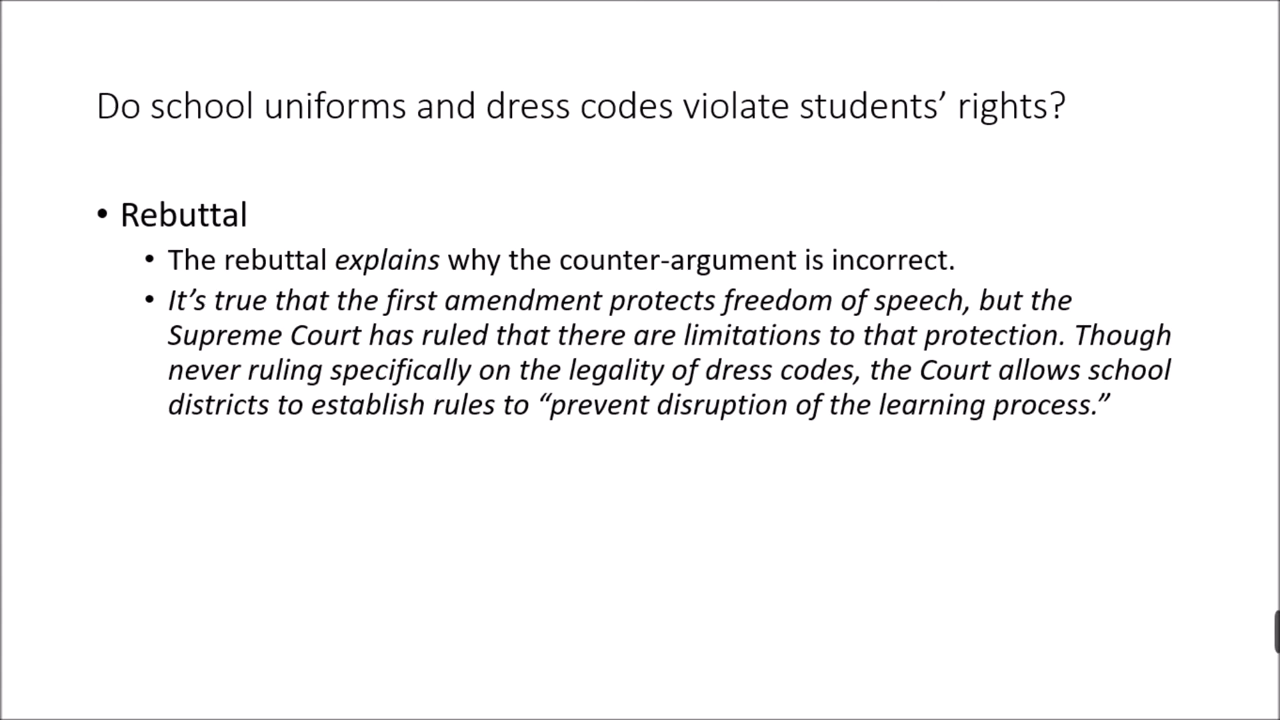 Do school uniforms and dress codes violate students’ rights?
• Rebuttal
• The rebuttal explains why the counter-argument is incorrect.
• It’s true that the first amendment protects freedom of speech, but the
Supreme Court has ruled that there are limitations to that protection. Though
never ruling specifically on the legality of dress codes, the Court allows school
districts to establish rules to “prevent disruption of the learning process.”